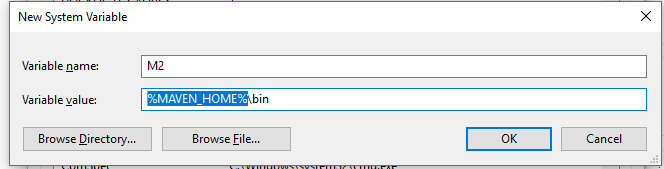 New System Variable
Variable name: M2
Variable value: %MAVEN_HOME%\bin
Browse Directory... Browse File... OK Cancel